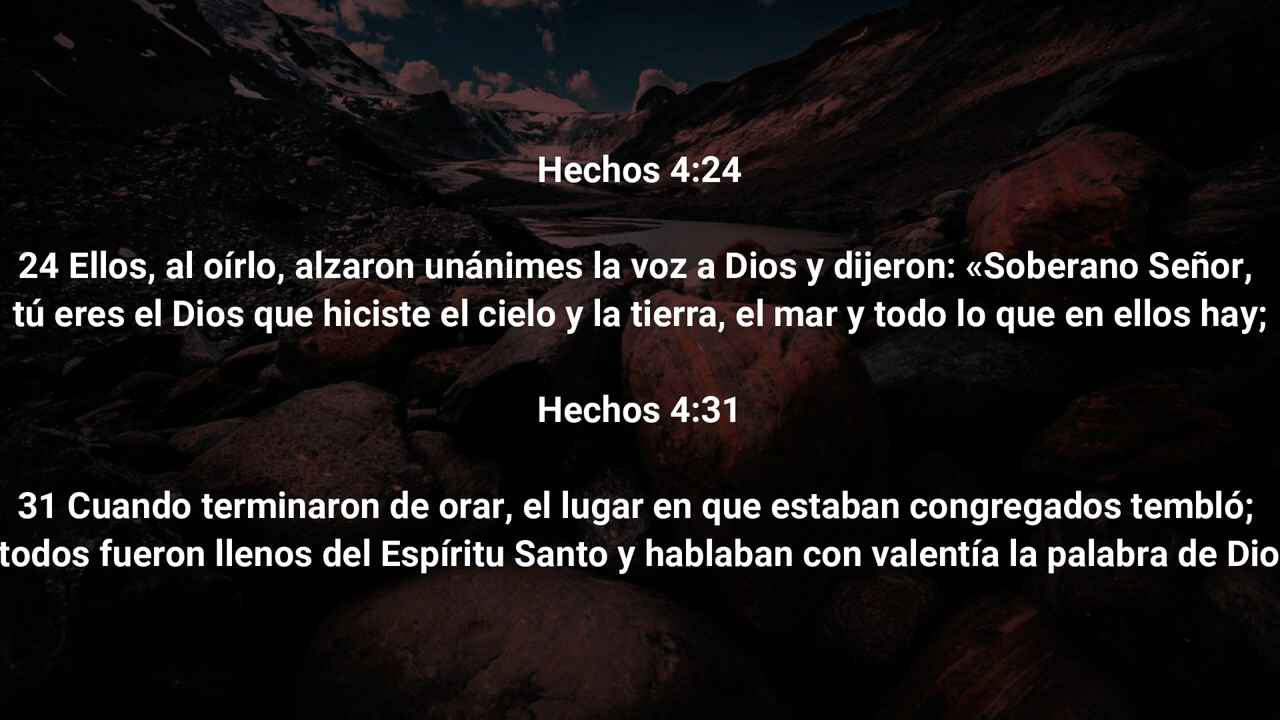 Hechos 4:24
24 Ellos, al oírlo, alzaron unánimes la voz a Dios y dijeron: «Soberano Señor,
tú eres el Dios que hiciste el cielo y la tierra, el mar y todo lo que en ellos hay;
Hechos 4:31
31 Cuando terminaron de orar, el lugar en que estaban congregados tembló;
todos fueron llenos del Espíritu Santo y hablaban con valentía la palabra de Dio